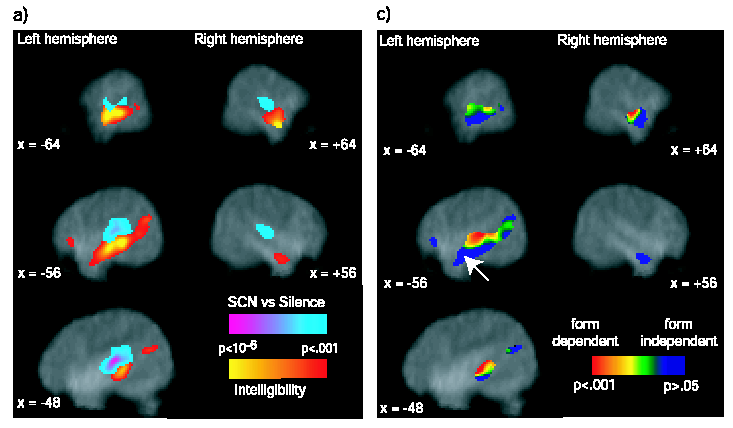 a)
Left hemisphere
Right hemisphere
x = -64
x = +64
x = -56
x = +56
SCN vs Silence
p<10⁻⁶
p<.001
Intelligibility
x = -48
c)
Left hemisphere
Right hemisphere
x = -64
x = +64
x = -56
x = +56
form
dependent
form
independent
p<.001
p>.05
x = -48